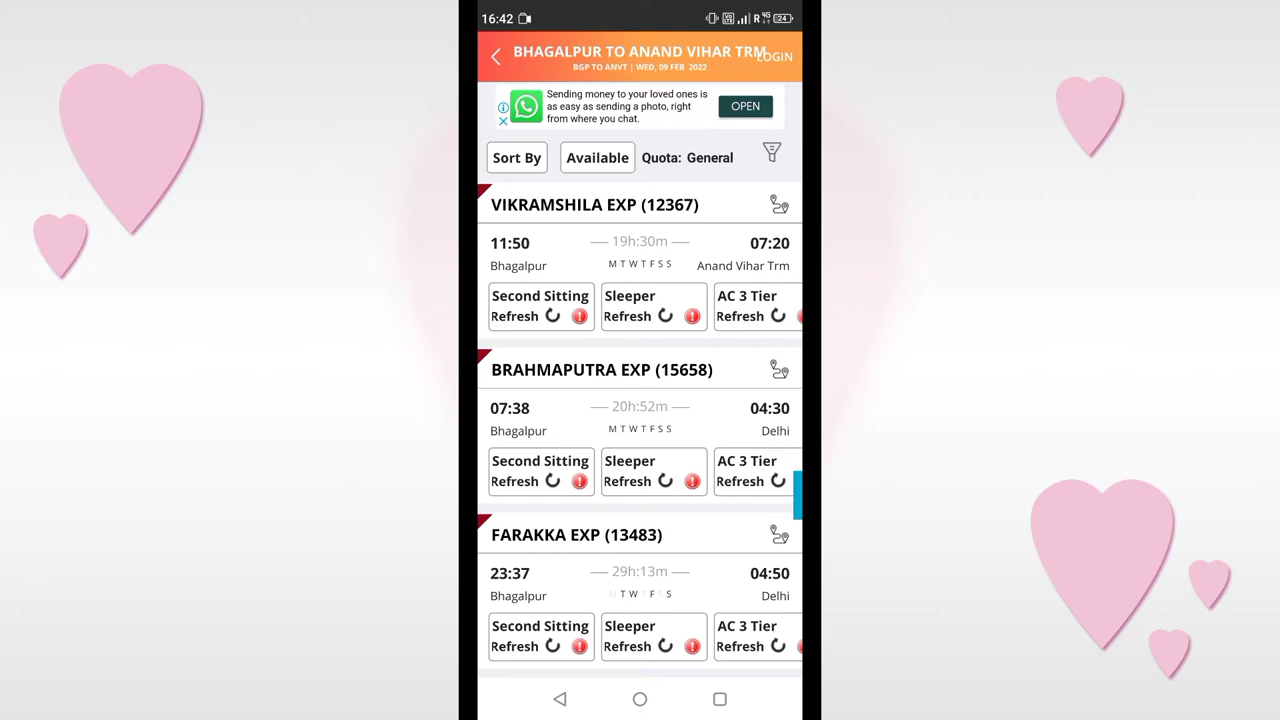 16:42
R 4G 24
BHAGALPUR TO ANAND VIHAR TRM
LOGIN
BGP TO ANVT | WED, 09 FEB 2022
Sending money to your loved ones is
as easy as sending a photo, right
from where you chat.
OPEN
Sort By
Available
Quota: General
VIKRAMSHILA EXP (12367)
11:50
19h:30m
07:20
Bhagalpur
M T W T F S S
Anand Vihar Trm
Second Sitting
Sleeper
AC 3 Tier
Refresh
Refresh
Refresh
BRAHMAPUTRA EXP (15658)
07:38
20h:52m
04:30
Bhagalpur
M T W T F S S
Delhi
Second Sitting
Sleeper
AC 3 Tier
Refresh
Refresh
Refresh
FARAKKA EXP (13483)
23:37
29h:13m
04:50
Bhagalpur
M T W T F S S
Delhi
Second Sitting
Sleeper
AC 3 Tier
Refresh
Refresh
Refresh